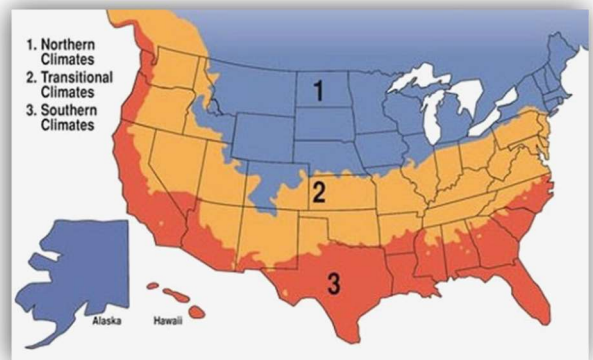 1. Northern
Climates
2. Transitional
Climates
3. Southern
Climates
1
2
3
Alaska
Hawaii